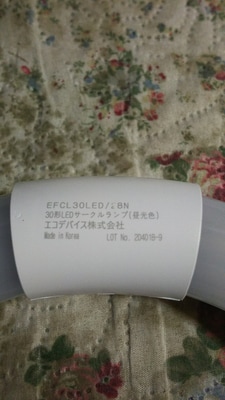 EFCL30LED/28N
30形LEDサークルランプ(昼光色)
エコデバイス株式会社
Made in Korea LOT No. 204018-9